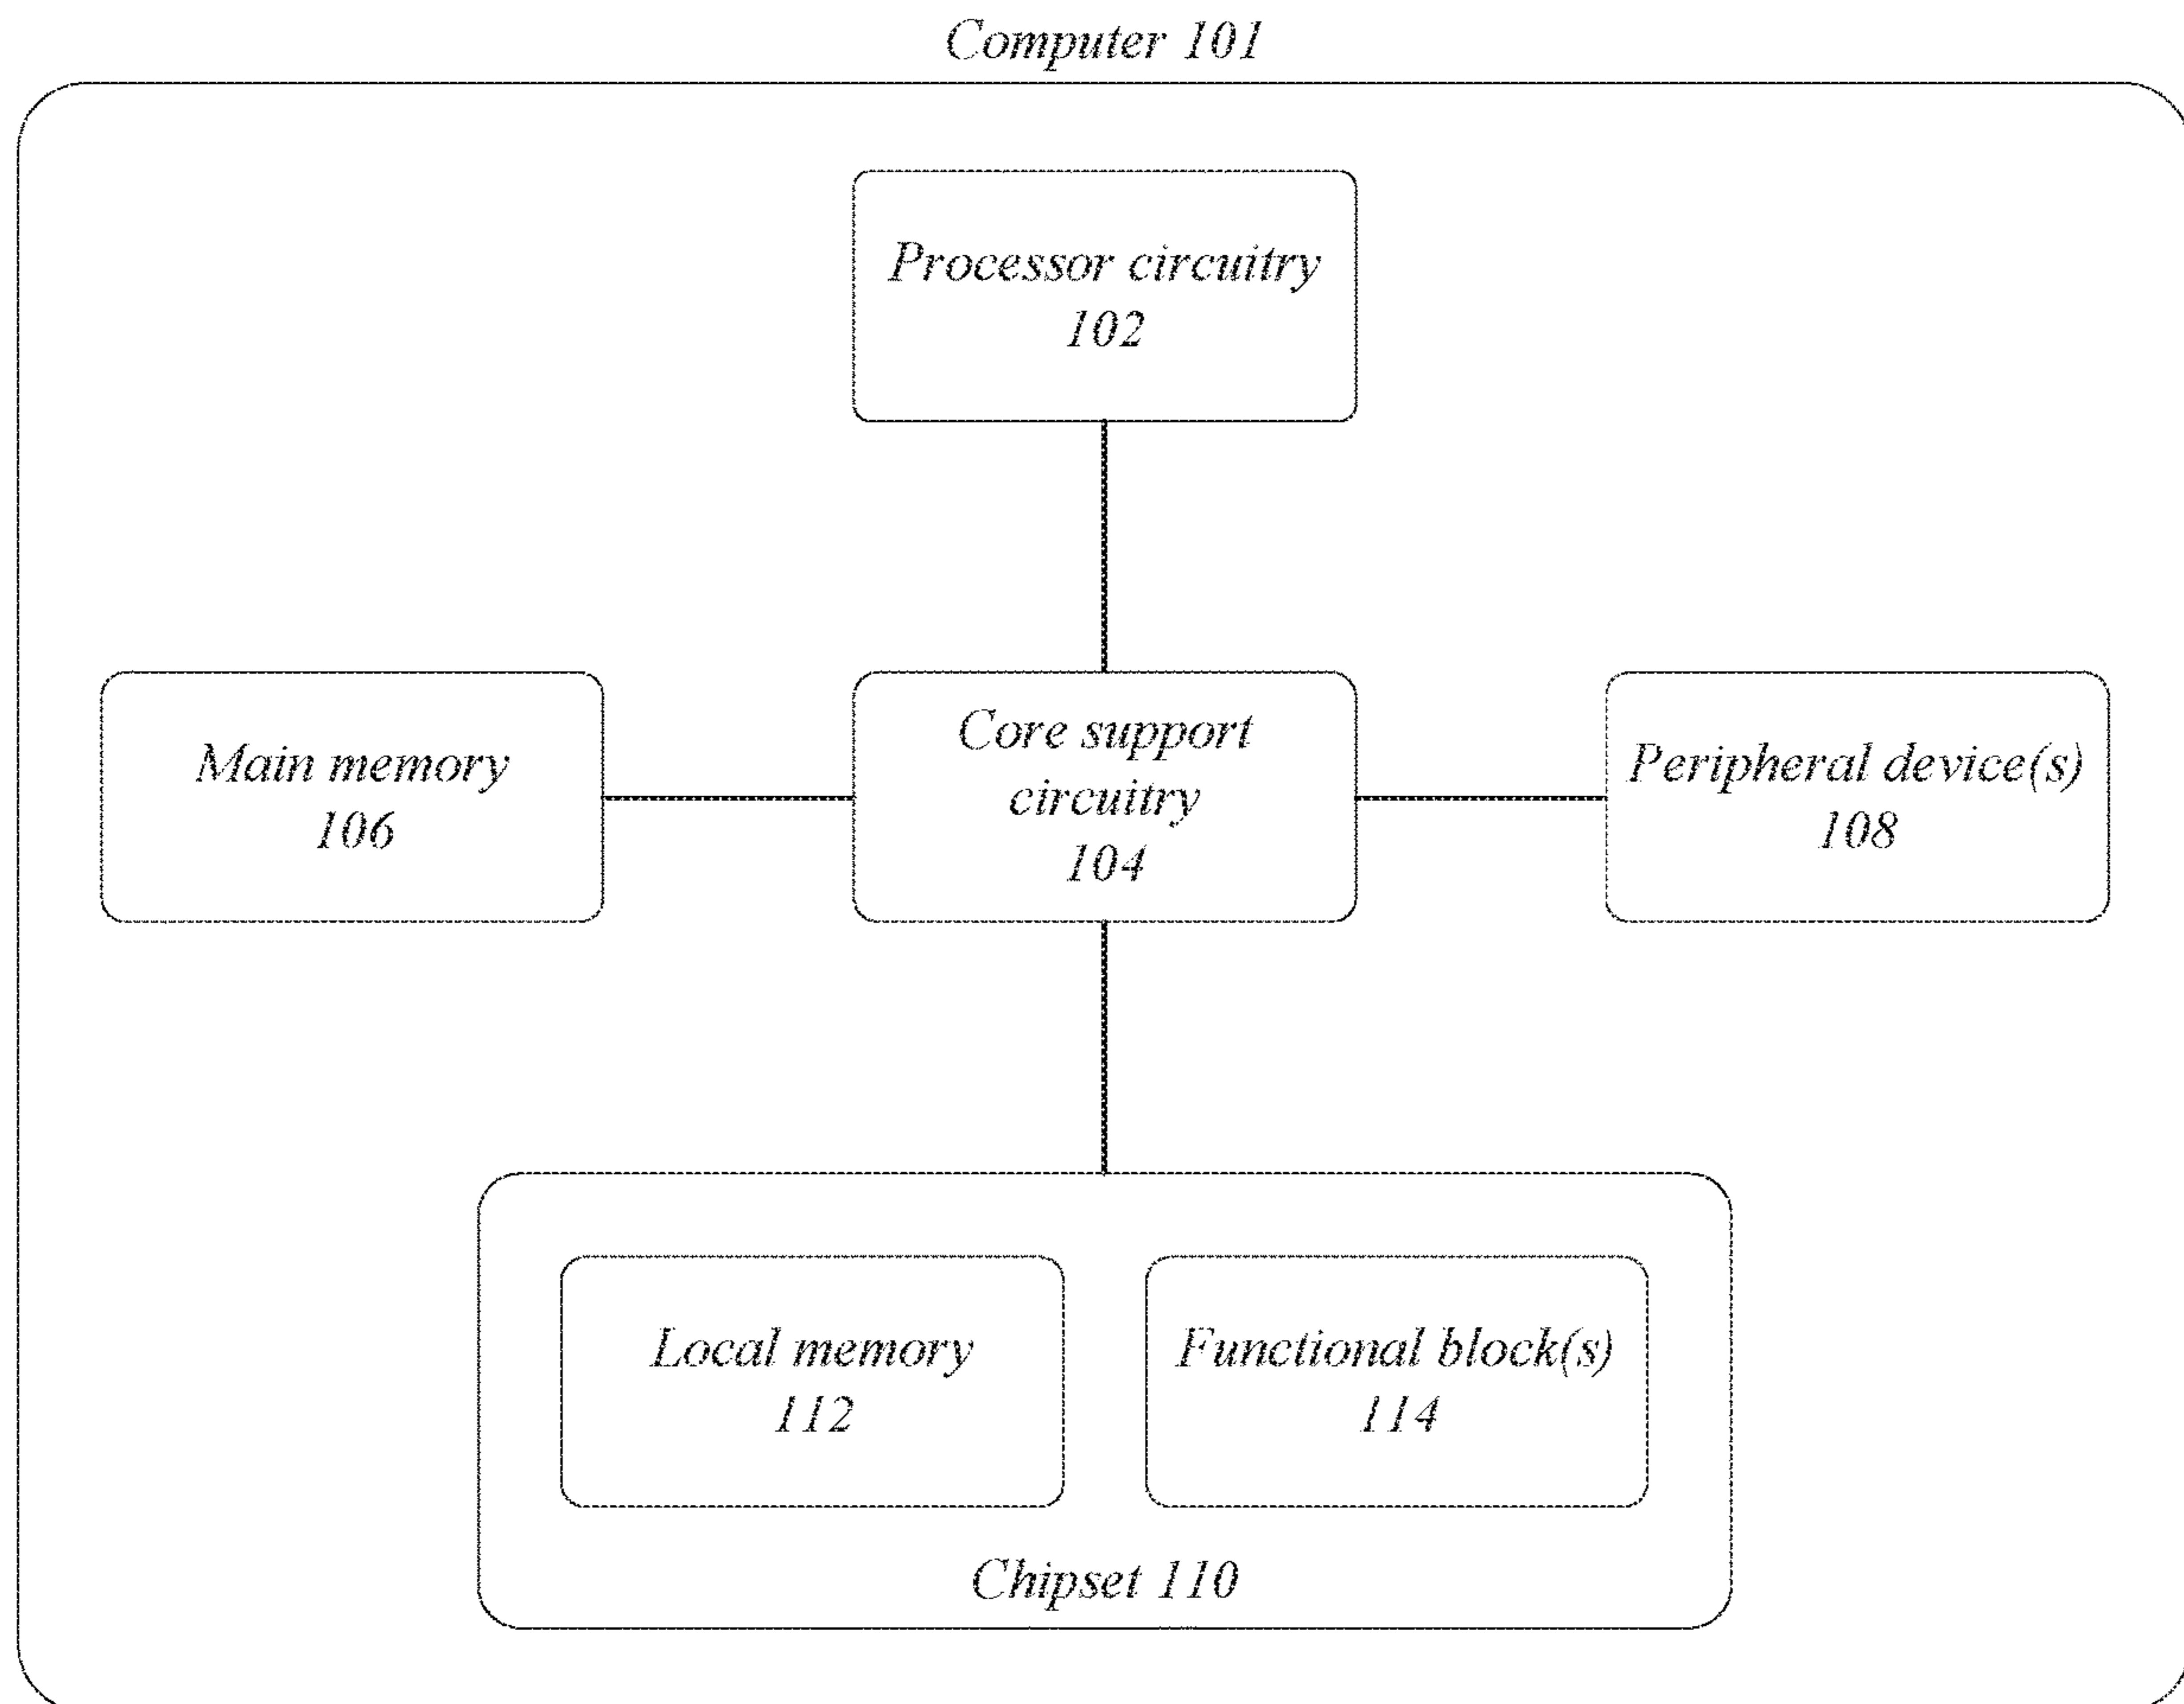 Computer 101
Processor circuitry
102
Main memory
106
Core support
circuitry
104
Peripheral device(s)
108
Local memory
112
Functional block(s)
114
Chipset 110